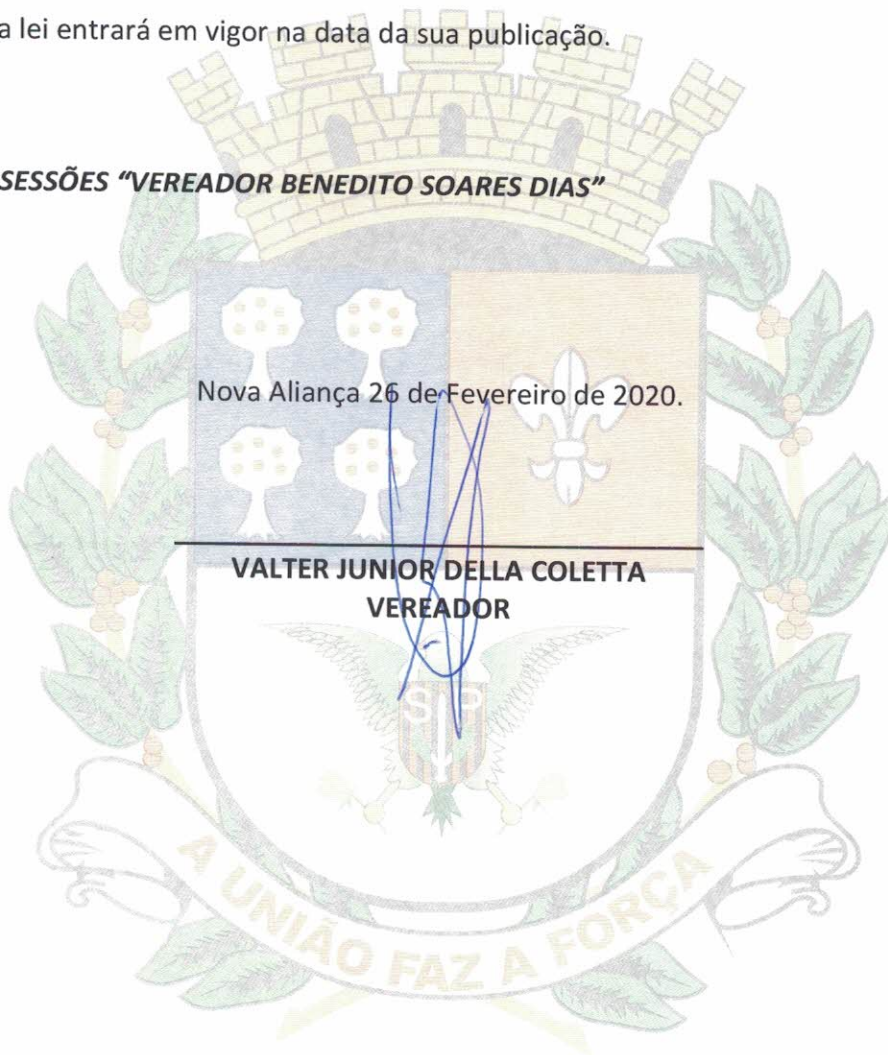 a lei entrará em vigor na data da sua publicação.
SESSÕES “VEREADOR BENEDITO SOARES DIAS”
Nova Aliança 26 de Fevereiro de 2020.
VALTER JUNIOR DELLA COLETTA
VEREADOR
S P
A UNIÃO FAZ A FORÇA